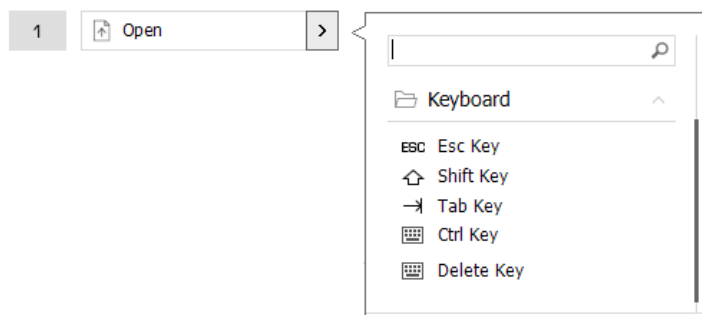 1
Open
Keyboard
ESC Esc Key
Shift Key
Tab Key
Ctrl Key
Delete Key